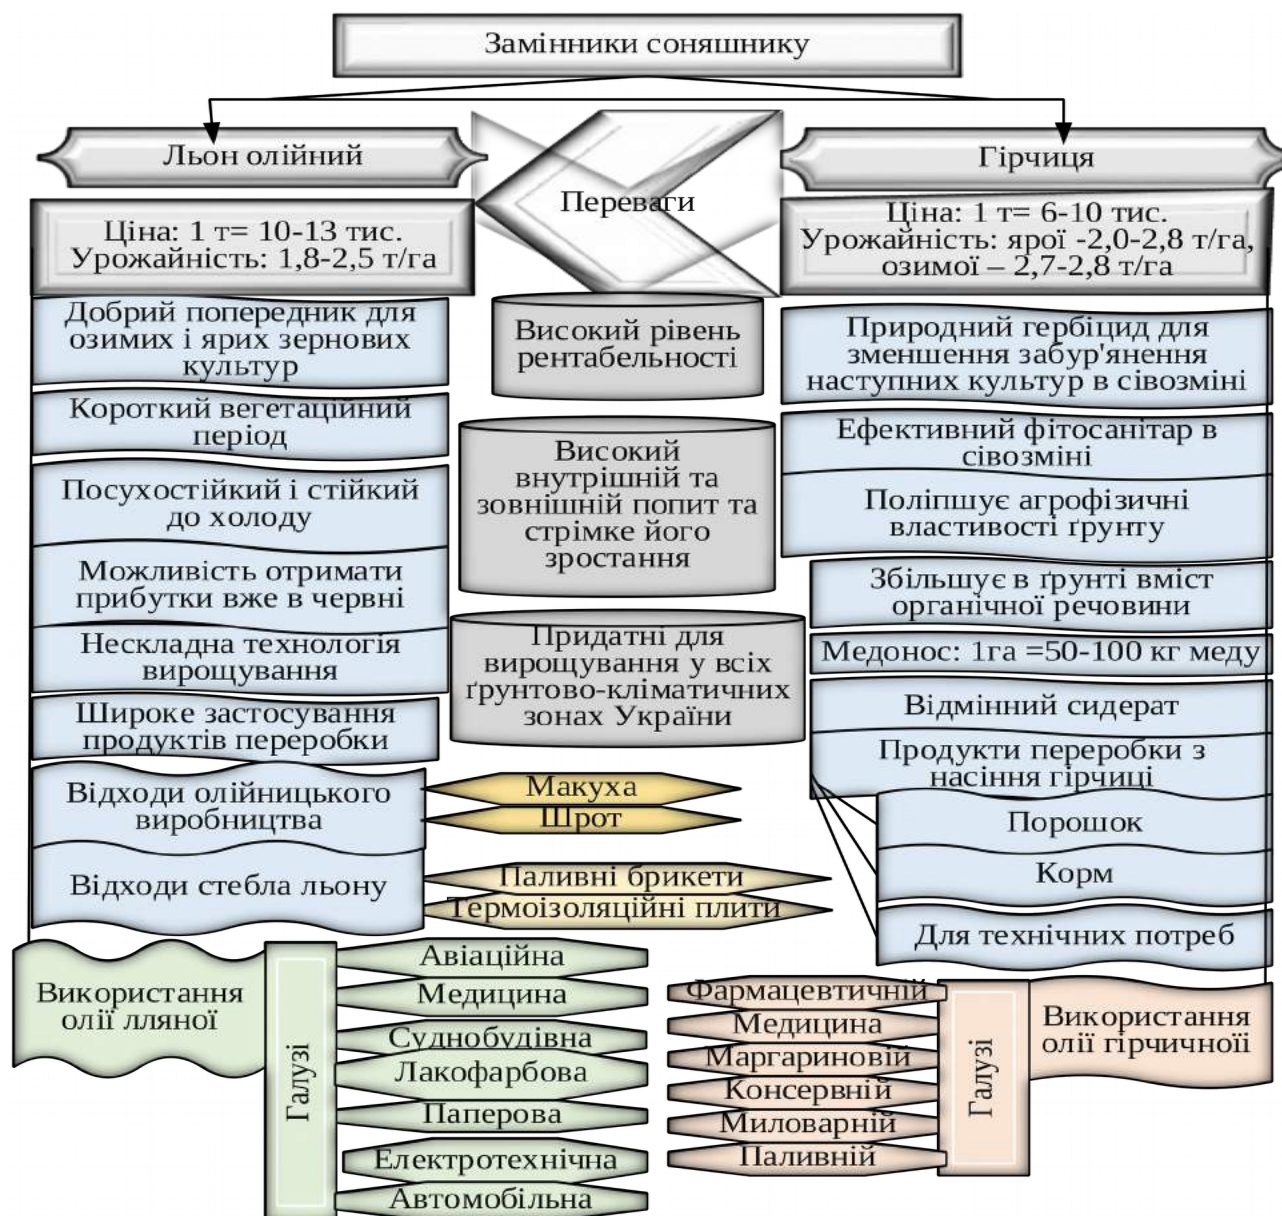 Замінники соняшнику
Льон олійний
Ціна: 1 т= 10-13 тис.
Урожайність: 1,8-2,5 т/га
Добрий попередник для
озимих і ярих зернових
культур
Короткий вегетаційний
період
Посухостійкий і стійкий
до холоду
Можливість отримати
прибутки вже в червні
Нескладна технологія
вирощування
Широке застосування
продуктів переробки
Відходи олійницького
виробництва
Макуха
Шрот
Відходи стебла льону
Паливні брикети
Термоізоляційні плити
Використання
олії лляної
Галузі
Авіаційна
Медицина
Суднобудівна
Лакофарбова
Паперова
Електротехнічна
Автомобільна
Переваги
Високий рівень
рентабельності
Високий
внутрішній та
зовнішній попит та
стрімке його
зростання
Придатні для
вирощування у всіх
ґрунтово-кліматичних
зонах України
Гірчиця
Ціна: 1 т= 6-10 тис.
Урожайність: ярої -2,0-2,8 т/га,
озимої – 2,7-2,8 т/га
Природний гербіцид для
зменшення забур'янення
наступних культур в сівозміні
Ефективний фітосанітар в
сівозміні
Поліпшує агрофізичні
властивості ґрунту
Збільшує в ґрунті вміст
органічної речовини
Медонос: 1га =50-100 кг меду
Відмінний сидерат
Продукти переробки з
насіння гірчиці
Порошок
Корм
Для технічних потреб
Використання
олії гірчичноїї
Галузі
Фармацевтичній
Медицина
Маргариновій
Консервній
Миловарній
Паливній